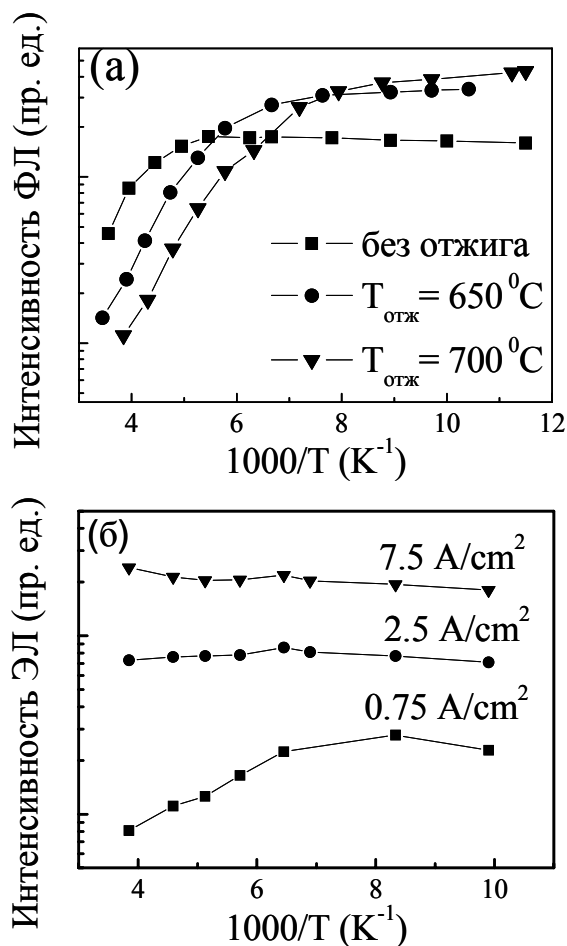 (а)
Интенсивность ФЛ (пр. ед.)
без отжига
Tотж = 650 ⁰C
Tотж = 700 ⁰C
4 6 8 10 12
1000/T (K⁻¹)
(б)
Интенсивность ЭЛ (пр. ед.)
7.5 A/cm²
2.5 A/cm²
0.75 A/cm²
4 6 8 10
1000/T (K⁻¹)